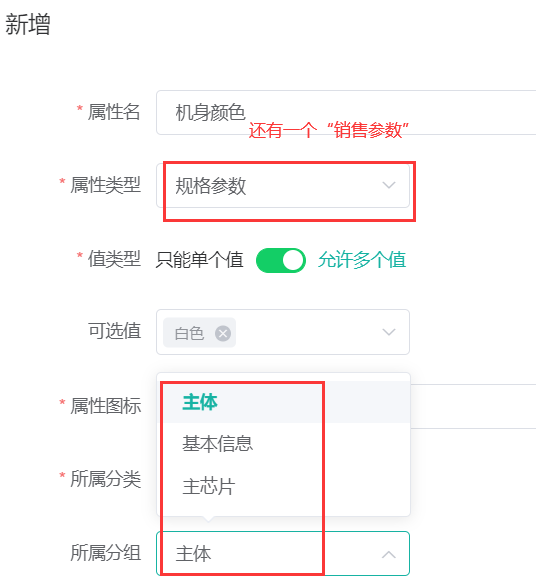 新增
* 属性名 机身颜色
还有一个“销售参数”
* 属性类型 规格参数
* 值类型 只能单个值 允许多个值
可选值 白色
* 属性图标
主体
基本信息
* 所属分类
主芯片
所属分组 主体